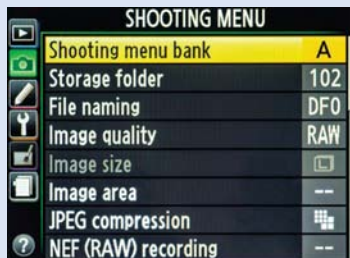 SHOOTING MENU
Shooting menu bank A
Storage folder 102
File naming DF0
Image quality RAW
Image size L
Image area --
JPEG compression
NEF (RAW) recording --
?